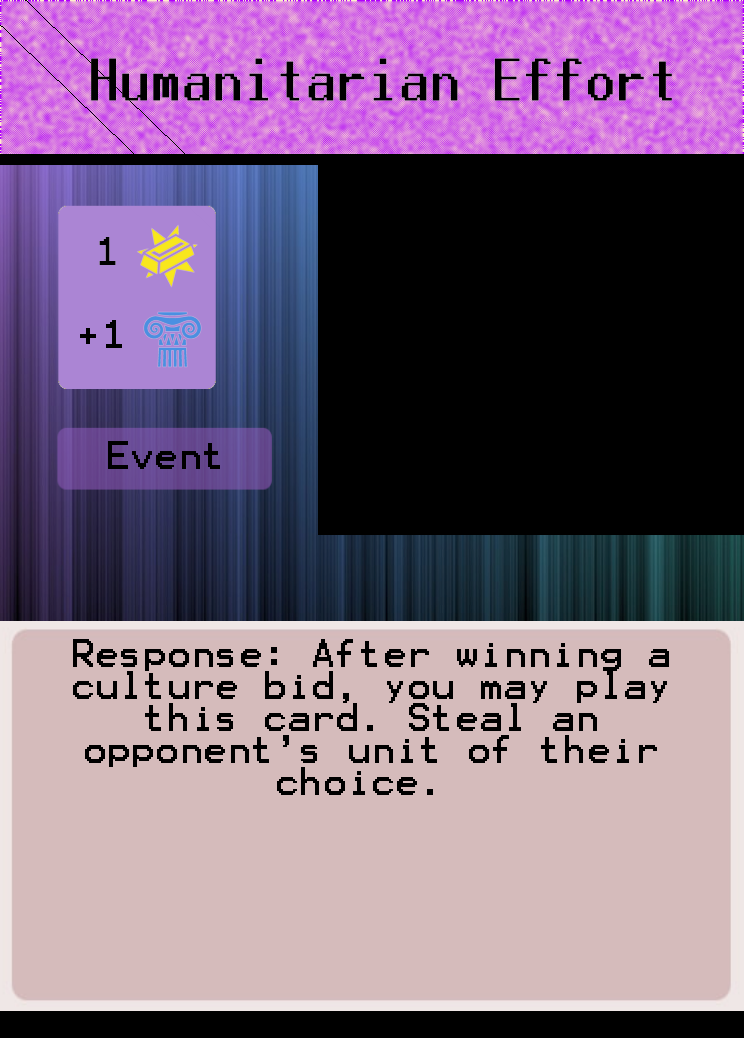 Humanitarian Effort
1
+1
Event
Response: After winning a
culture bid, you may play
this card. Steal an
opponent’s unit of their
choice.